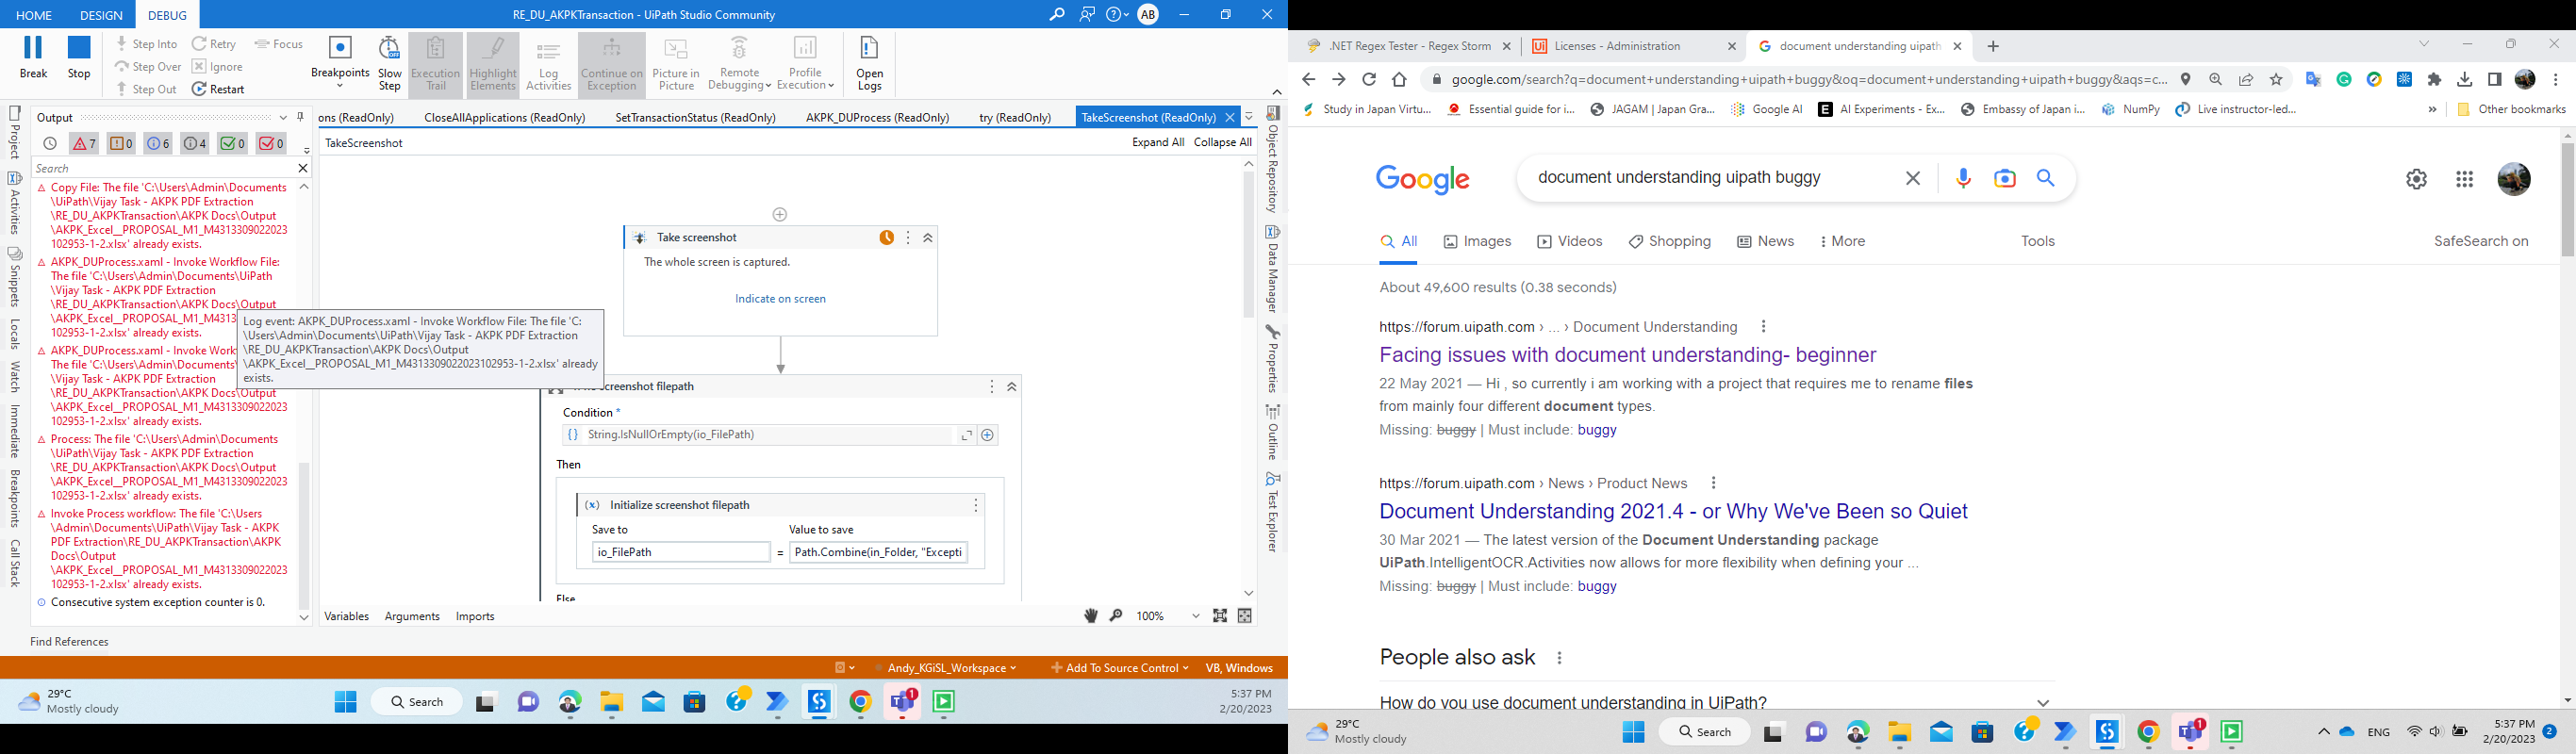 HOME DESIGN DEBUG
RE_DU_AKPKTransaction - UiPath Studio Community
AB
Break
Stop
Step Into
Step Over
Step Out
Retry
Ignore
Restart
Focus
Breakpoints
Slow Step
Execution Trail
Highlight Elements
Log Activities
Continue on Exception
Picture in Picture
Remote Debugging
Profile Execution
Open Logs
Project
Activities
Snippets
Locals
Watch
Immediate
Breakpoints
Call Stack
Output
7 0 6 4 0 0
Search
Copy File: The file 'C:\Users\Admin\Documents
\UiPath\Vijay Task - AKPK PDF Extraction
\RE_DU_AKPKTransaction\AKPK Docs\Output
\AKPK_Excel__PROPOSAL_M1_M4313309022023
102953-1-2.xlsx' already exists.
AKPK_DUProcess.xaml - Invoke Workflow File:
The file 'C:\Users\Admin\Documents\UiPath
\Vijay Task - AKPK PDF Extraction
\RE_DU_AKPKTransaction\AKPK Docs\Output
\AKPK_Excel__PROPOSAL_M1_M4313
102953-1-2.xlsx' already exists.
AKPK_DUProcess.xaml - Invoke Work
The file 'C:\Users\Admin\Documents
\Vijay Task - AKPK PDF Extraction
\RE_DU_AKPKTransaction\AKPK Docs\Output
\AKPK_Excel__PROPOSAL_M1_M4313309022023
102953-1-2.xlsx' already exists.
Process: The file 'C:\Users\Admin\Documents
\UiPath\Vijay Task - AKPK PDF Extraction
\RE_DU_AKPKTransaction\AKPK Docs\Output
\AKPK_Excel__PROPOSAL_M1_M4313309022023
102953-1-2.xlsx' already exists.
Invoke Process workflow: The file 'C:\Users
\Admin\Documents\UiPath\Vijay Task - AKPK
PDF Extraction\RE_DU_AKPKTransaction\AKPK
Docs\Output
\AKPK_Excel__PROPOSAL_M1_M4313309022023
102953-1-2.xlsx' already exists.
Consecutive system exception counter is 0.
Log event: AKPK_DUProcess.xaml - Invoke Workflow File: The file 'C:
\Users\Admin\Documents\UiPath\Vijay Task - AKPK PDF Extraction
\RE_DU_AKPKTransaction\AKPK Docs\Output
\AKPK_Excel__PROPOSAL_M1_M4313309022023102953-1-2.xlsx' already
exists.
ons (ReadOnly) CloseAllApplications (ReadOnly) SetTransactionStatus (ReadOnly) AKPK_DUProcess (ReadOnly) try (ReadOnly) TakeScreenshot (ReadOnly)
TakeScreenshot
Expand All Collapse All
Take screenshot
The whole screen is captured.
Indicate on screen
screenshot filepath
Condition *
String.IsNullOrEmpty(io_FilePath)
Then
(x) Initialize screenshot filepath
Save to
Value to save
io_FilePath = Path.Combine(in_Folder, "Excepti
Else
Variables Arguments Imports
100%
Object Repository
Data Manager
Properties
Outline
Test Explorer
Find References
Andy_KGiSL_Workspace
Add To Source Control
VB, Windows
29°C
Mostly cloudy
Search
1
5:37 PM
2/20/2023
.NET Regex Tester - Regex Storm
Ui Licenses - Administration
document understanding uipath
google.com/search?q=document+understanding+uipath+buggy&oq=document+understanding+uipath+buggy&aqs=c...
Study in Japan Virtu...
Essential guide for i...
JAGAM | Japan Gra...
Google AI
E AI Experiments - Ex...
Embassy of Japan i...
NumPy
Live instructor-led...
»
Other bookmarks
Google
document understanding uipath buggy
All Images Videos Shopping News More Tools SafeSearch on
About 49,600 results (0.38 seconds)
https://forum.uipath.com › ... › Document Understanding
Facing issues with document understanding- beginner
22 May 2021 — Hi , so currently i am working with a project that requires me to rename files
from mainly four different document types.
Missing: buggy | Must include: buggy
https://forum.uipath.com › News › Product News
Document Understanding 2021.4 - or Why We've Been so Quiet
30 Mar 2021 — The latest version of the Document Understanding package
UiPath.IntelligentOCR.Activities now allows for more flexibility when defining your ...
Missing: buggy | Must include: buggy
People also ask
How do you use document understanding in UiPath?
29°C
Mostly cloudy
Search
1
ENG
5:37 PM
2/20/2023
2